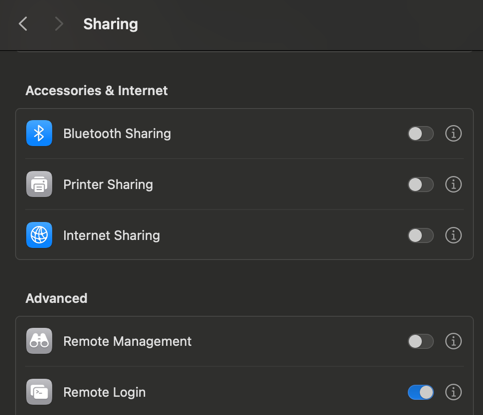 Sharing
Accessories & Internet
Bluetooth Sharing
Printer Sharing
Internet Sharing
Advanced
Remote Management
Remote Login